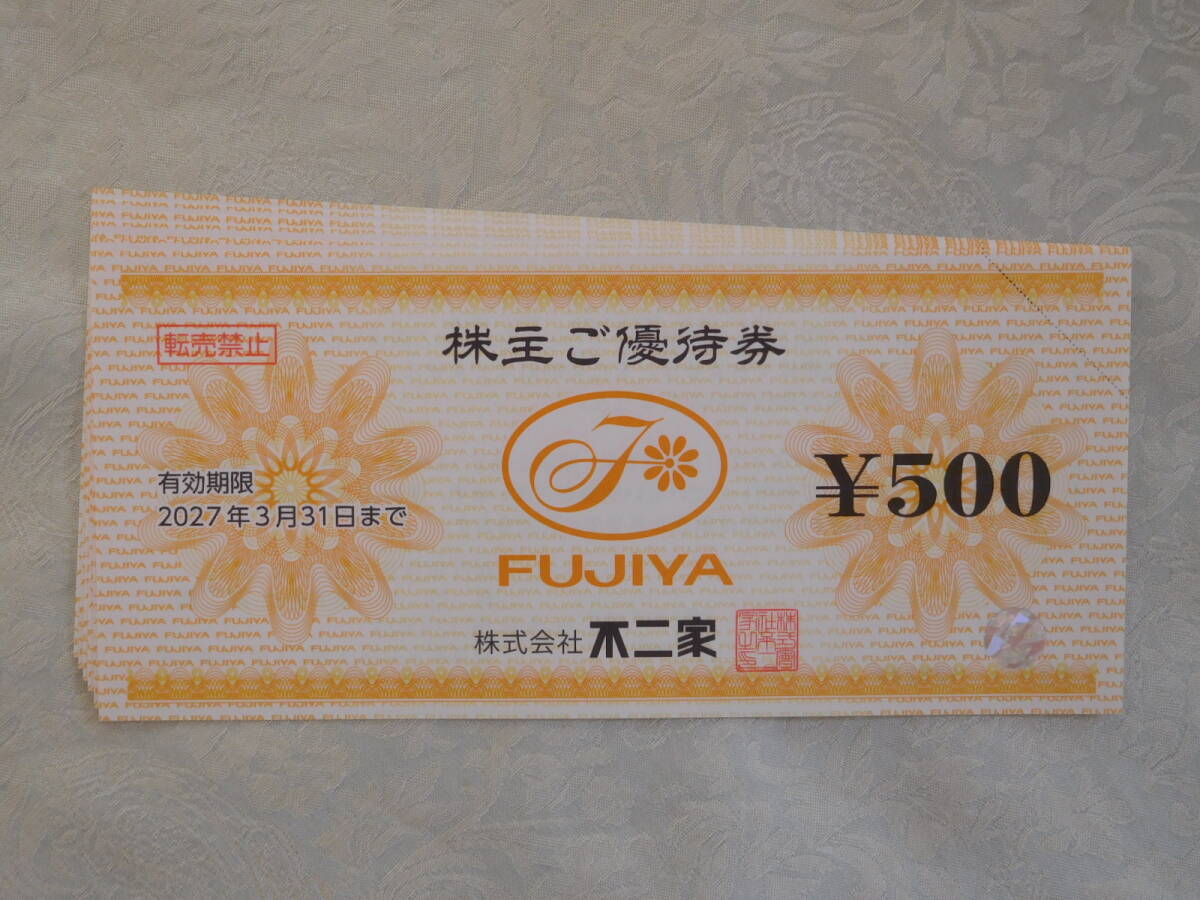 株主ご優待券
転売禁止
有効期限
2027年3月31日まで
¥500
FUJIYA
株式会社 不二家